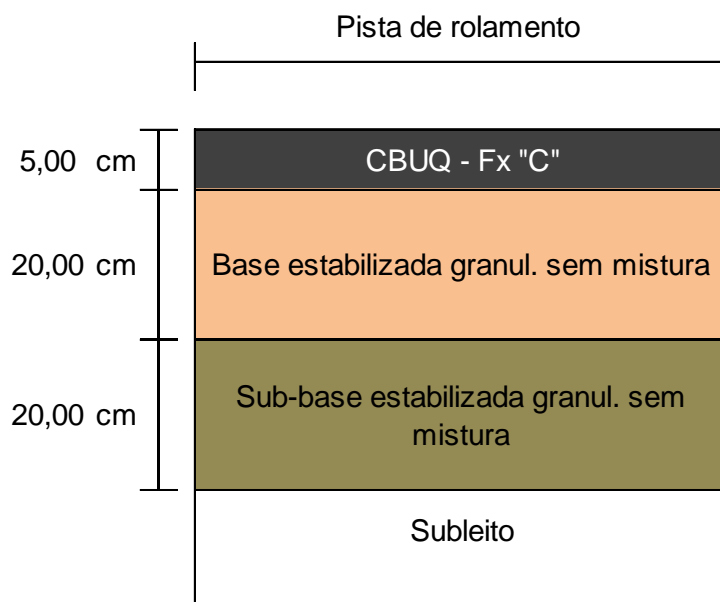 Pista de rolamento
5,00 cm
CBUQ - Fx "C"
20,00 cm
Base estabilizada granul. sem mistura
20,00 cm
Sub-base estabilizada granul. sem
mistura
Subleito